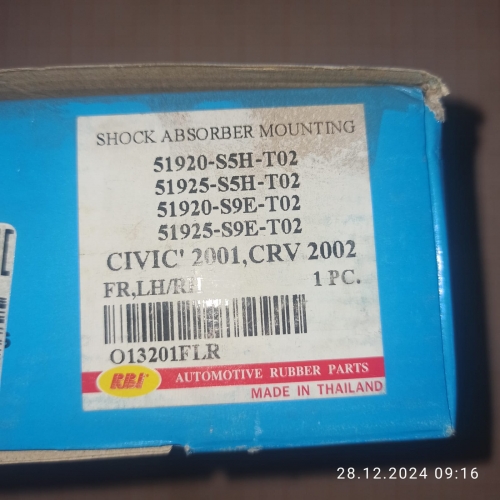 SHOCK ABSORBER MOUNTING
51920-S5H-T02
51925-S5H-T02
51920-S9E-T02
51925-S9E-T02
CIVIC' 2001,CRV 2002
FR,LH/RH 1 PC.
O13201FLR
RBI AUTOMOTIVE RUBBER PARTS
MADE IN THAILAND
28.12.2024 09:16